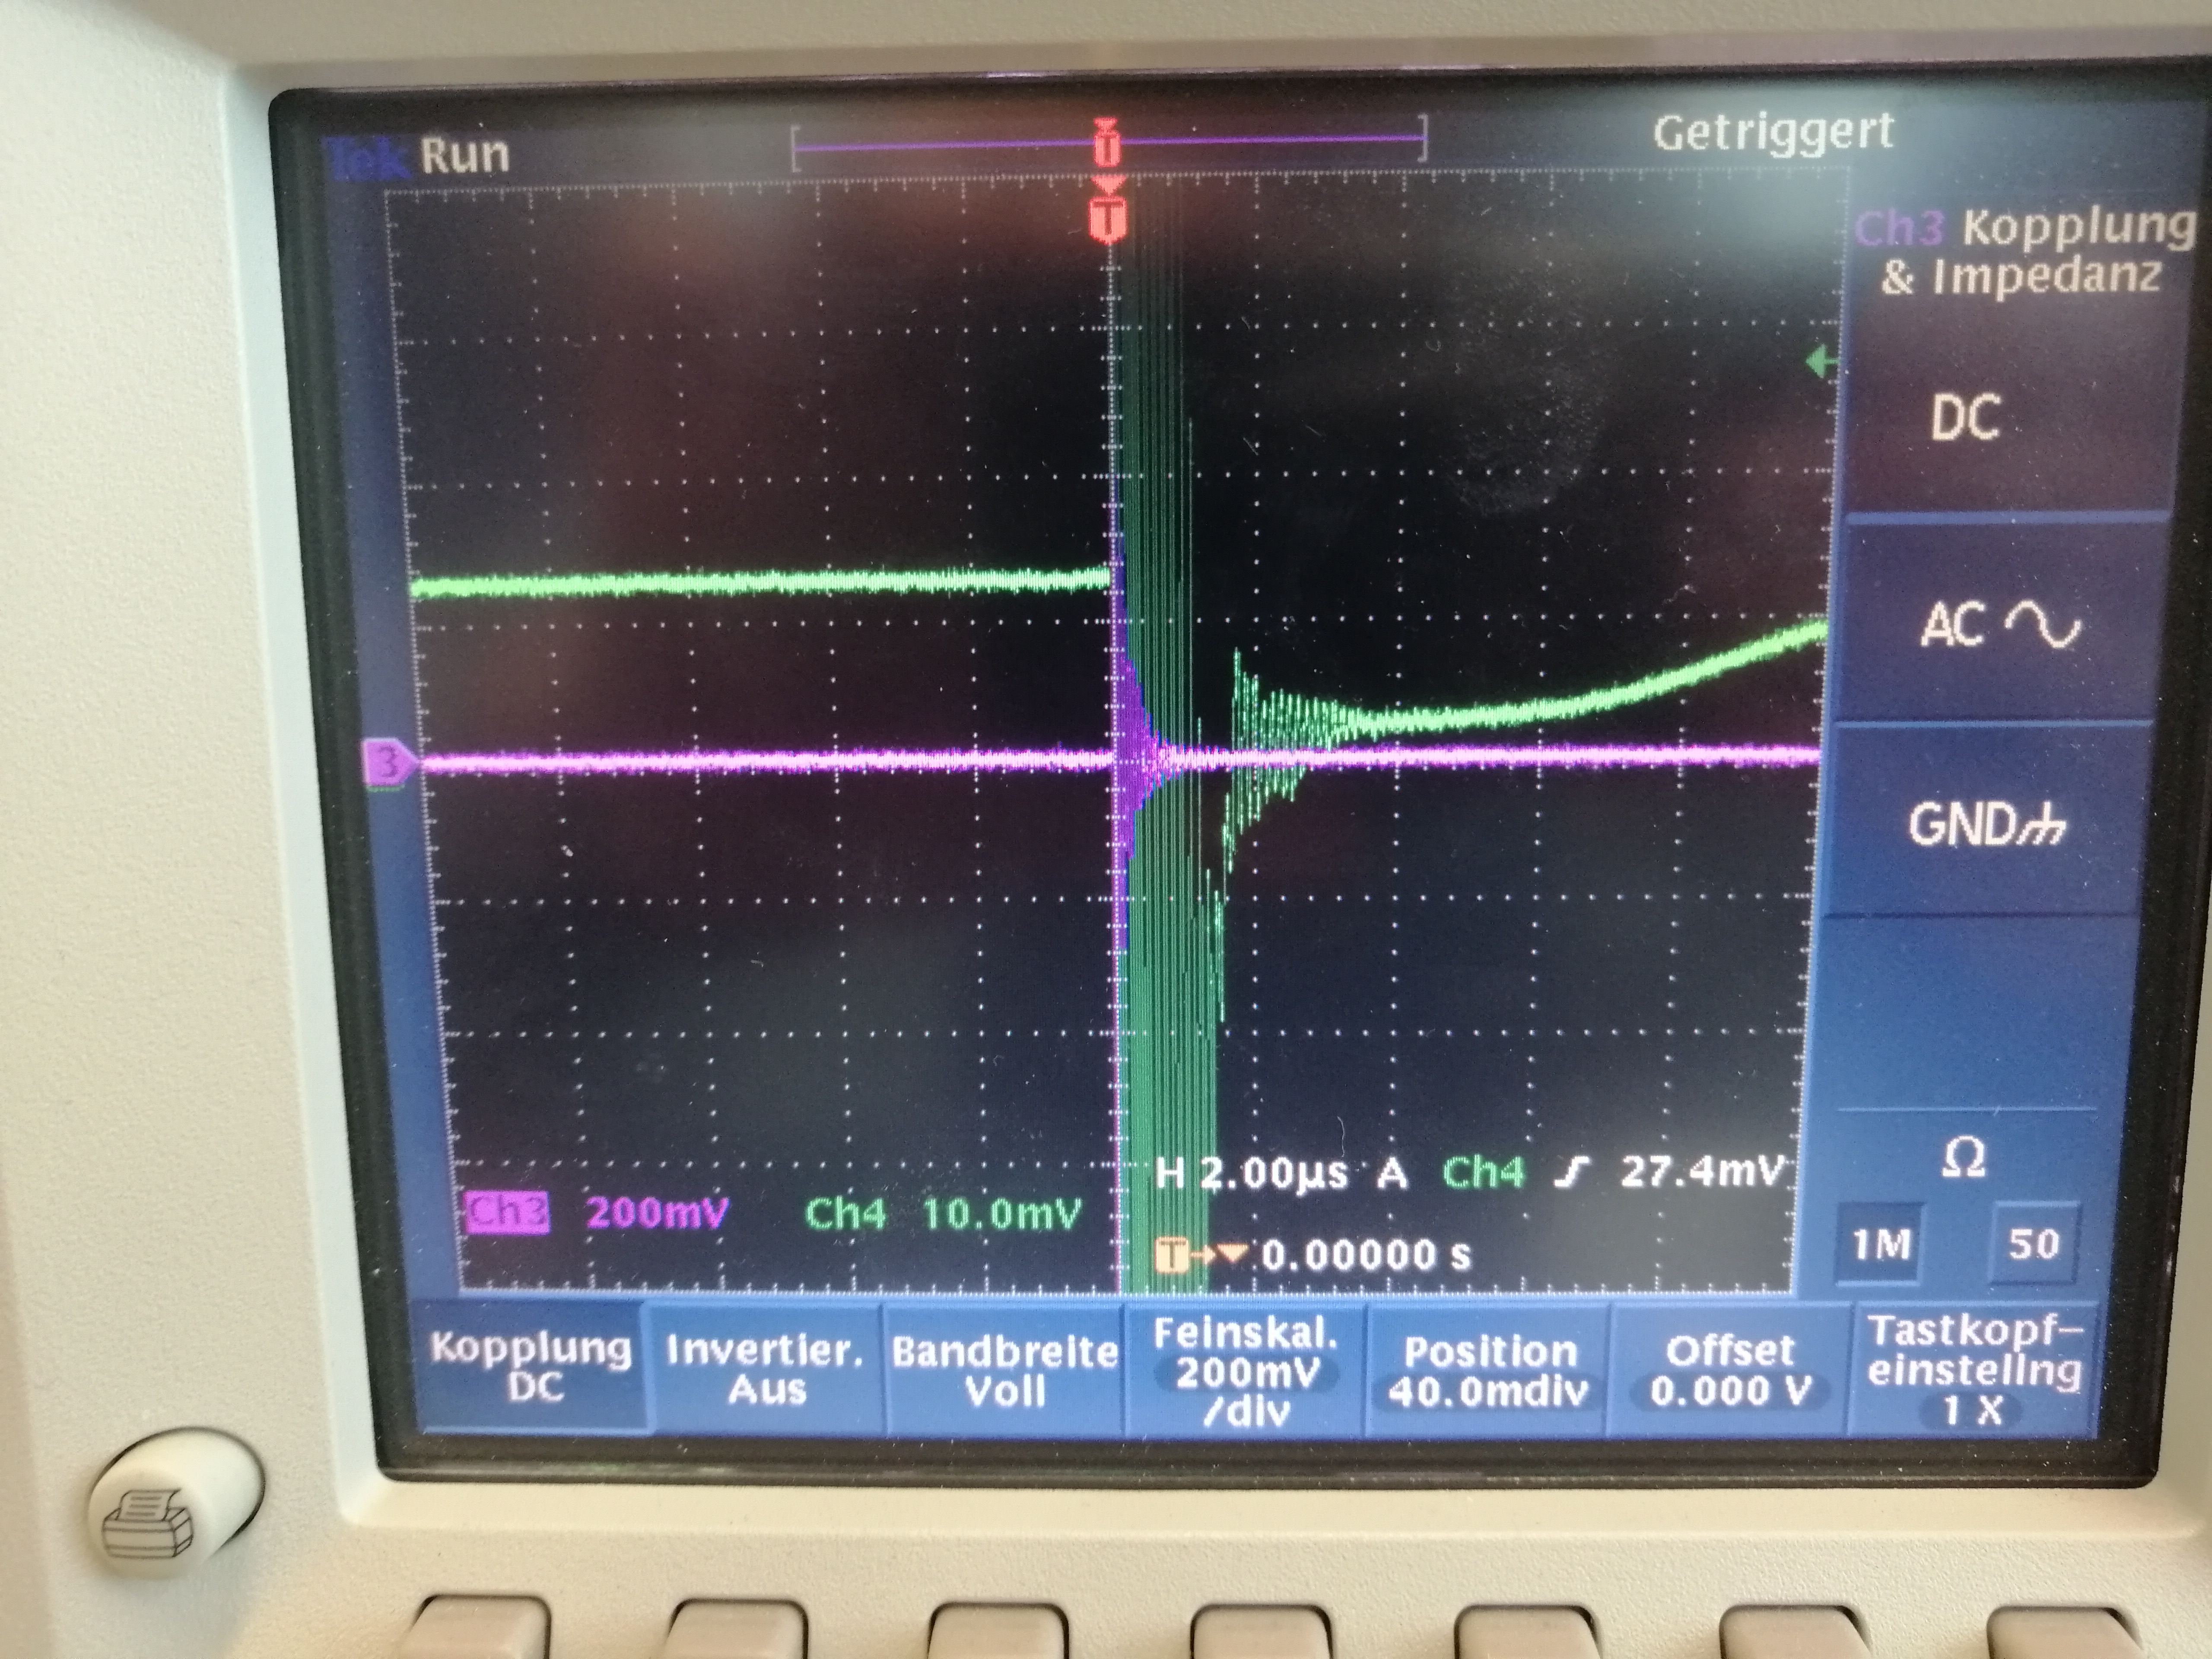 Tek Run
Getriggert
U
T
Ch3 Kopplung
& Impedanz
DC
AC
GND
3
Ω
1M 50
H 2.00µs A Ch4 27.4mV
Ch3 200mV Ch4 10.0mV
T 0.00000 s
Kopplung
DC
Invertier.
Aus
Bandbreite
Voll
Feinskal.
200mV
/div
Position
40.0mdiv
Offset
0.000 V
Tastkopf-
einstellng
1 X